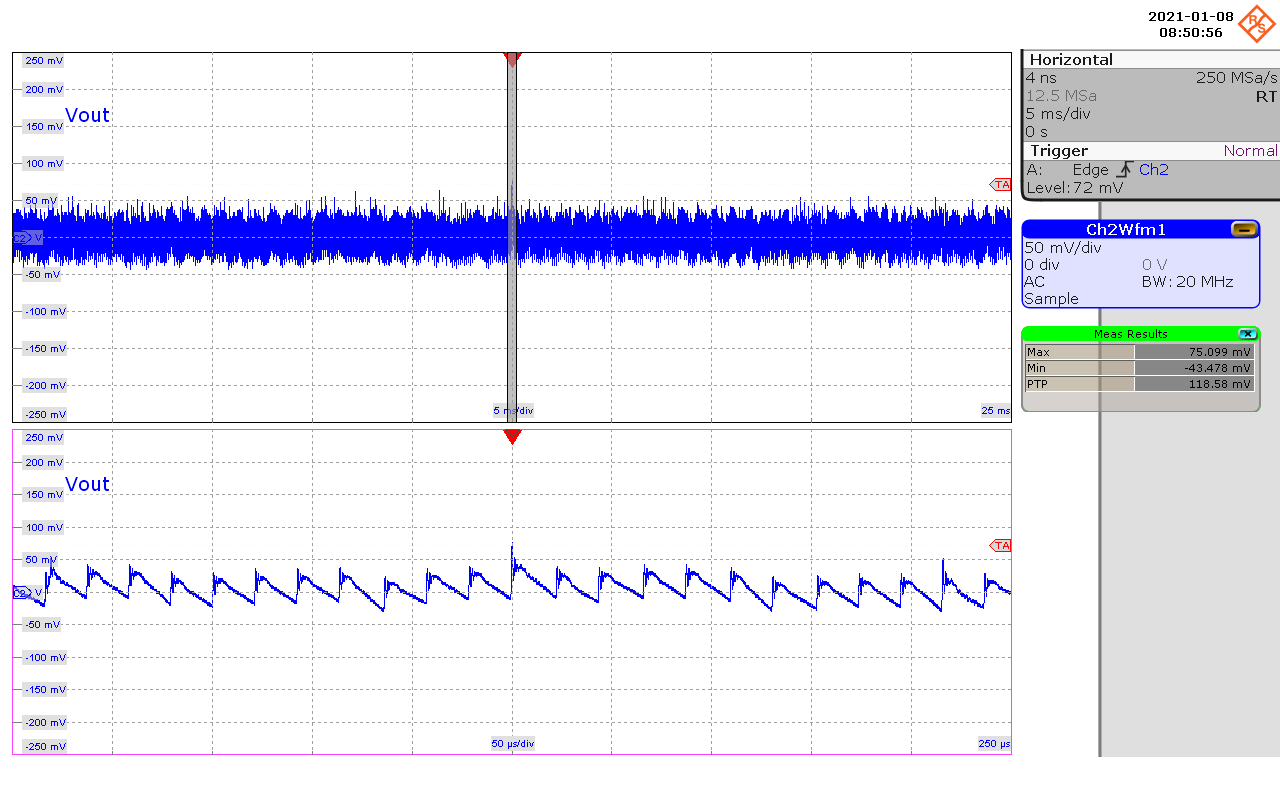 2021-01-08
08:50:56
R
S
250 mV
200 mV
Vout
150 mV
100 mV
50 mV
C2 V
-50 mV
-100 mV
-150 mV
-200 mV
-250 mV
5 ms/div
25 ms
TA
250 mV
200 mV
Vout
150 mV
100 mV
50 mV
C2 V
-50 mV
-100 mV
-150 mV
-200 mV
-250 mV
50 µs/div
250 µs
TA
Horizontal
4 ns 250 MSa/s
12.5 MSa RT
5 ms/div
0 s
Trigger Normal
A: Edge Ch2
Level: 72 mV
Ch2Wfm1
50 mV/div
0 div 0 V
AC BW: 20 MHz
Sample
Meas Results
Max 75.099 mV
Min -43.478 mV
PTP 118.58 mV